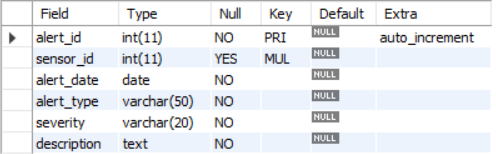 Field Type Null Key Default Extra
alert_id int(11) NO PRI NULL auto_increment
sensor_id int(11) YES MUL NULL
alert_date date NO NULL
alert_type varchar(50) NO NULL
severity varchar(20) NO NULL
description text NO NULL